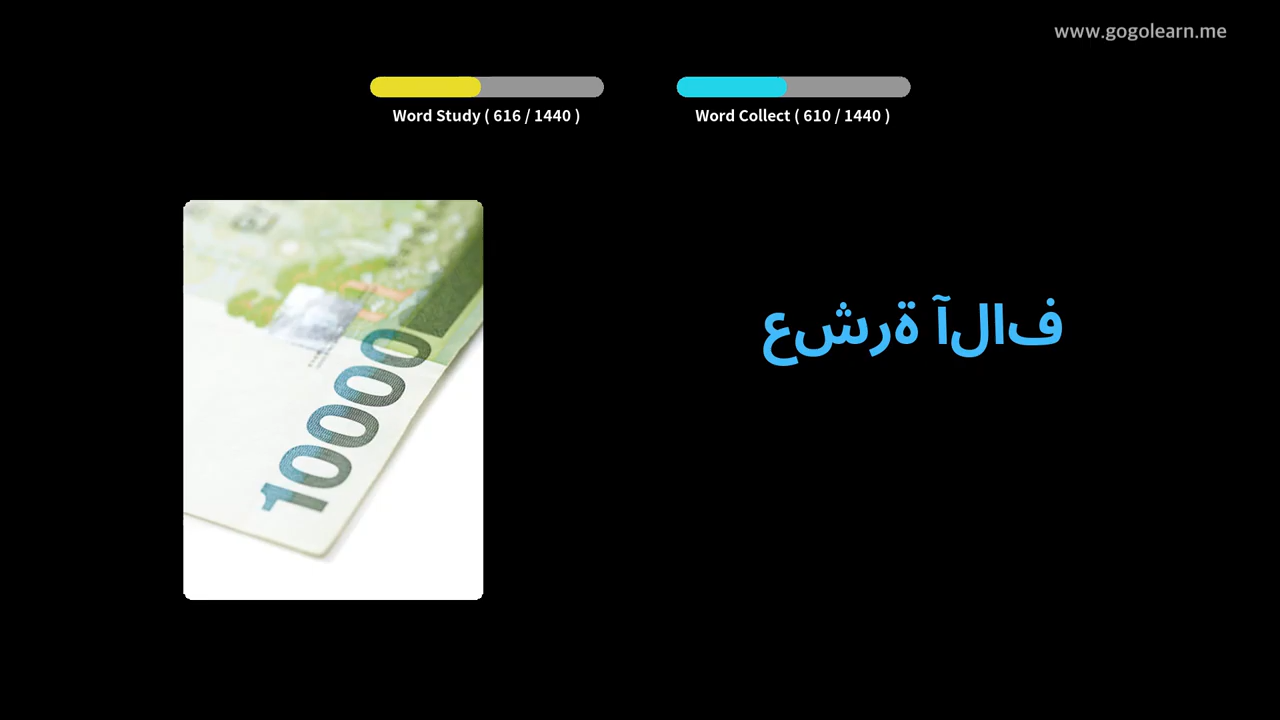 www.gogolearn.me
Word Study ( 616 / 1440 )
Word Collect ( 610 / 1440 )
عشرة آلاف
10000